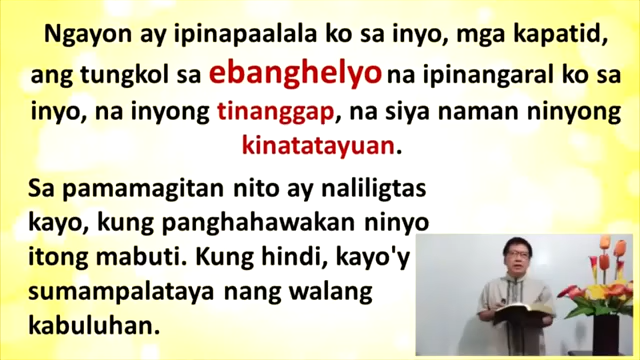 Ngayon ay ipinapaalala ko sa inyo, mga kapatid,
ang tungkol sa ebanghelyo na ipinangaral ko sa
inyo, na inyong tinanggap, na siya naman ninyong
kinatatayuan.
Sa pamamagitan nito ay naliligtas
kayo, kung panghahawakan ninyo
itong mabuti. Kung hindi, kayo'y
sumampalataya nang walang
kabuluhan.